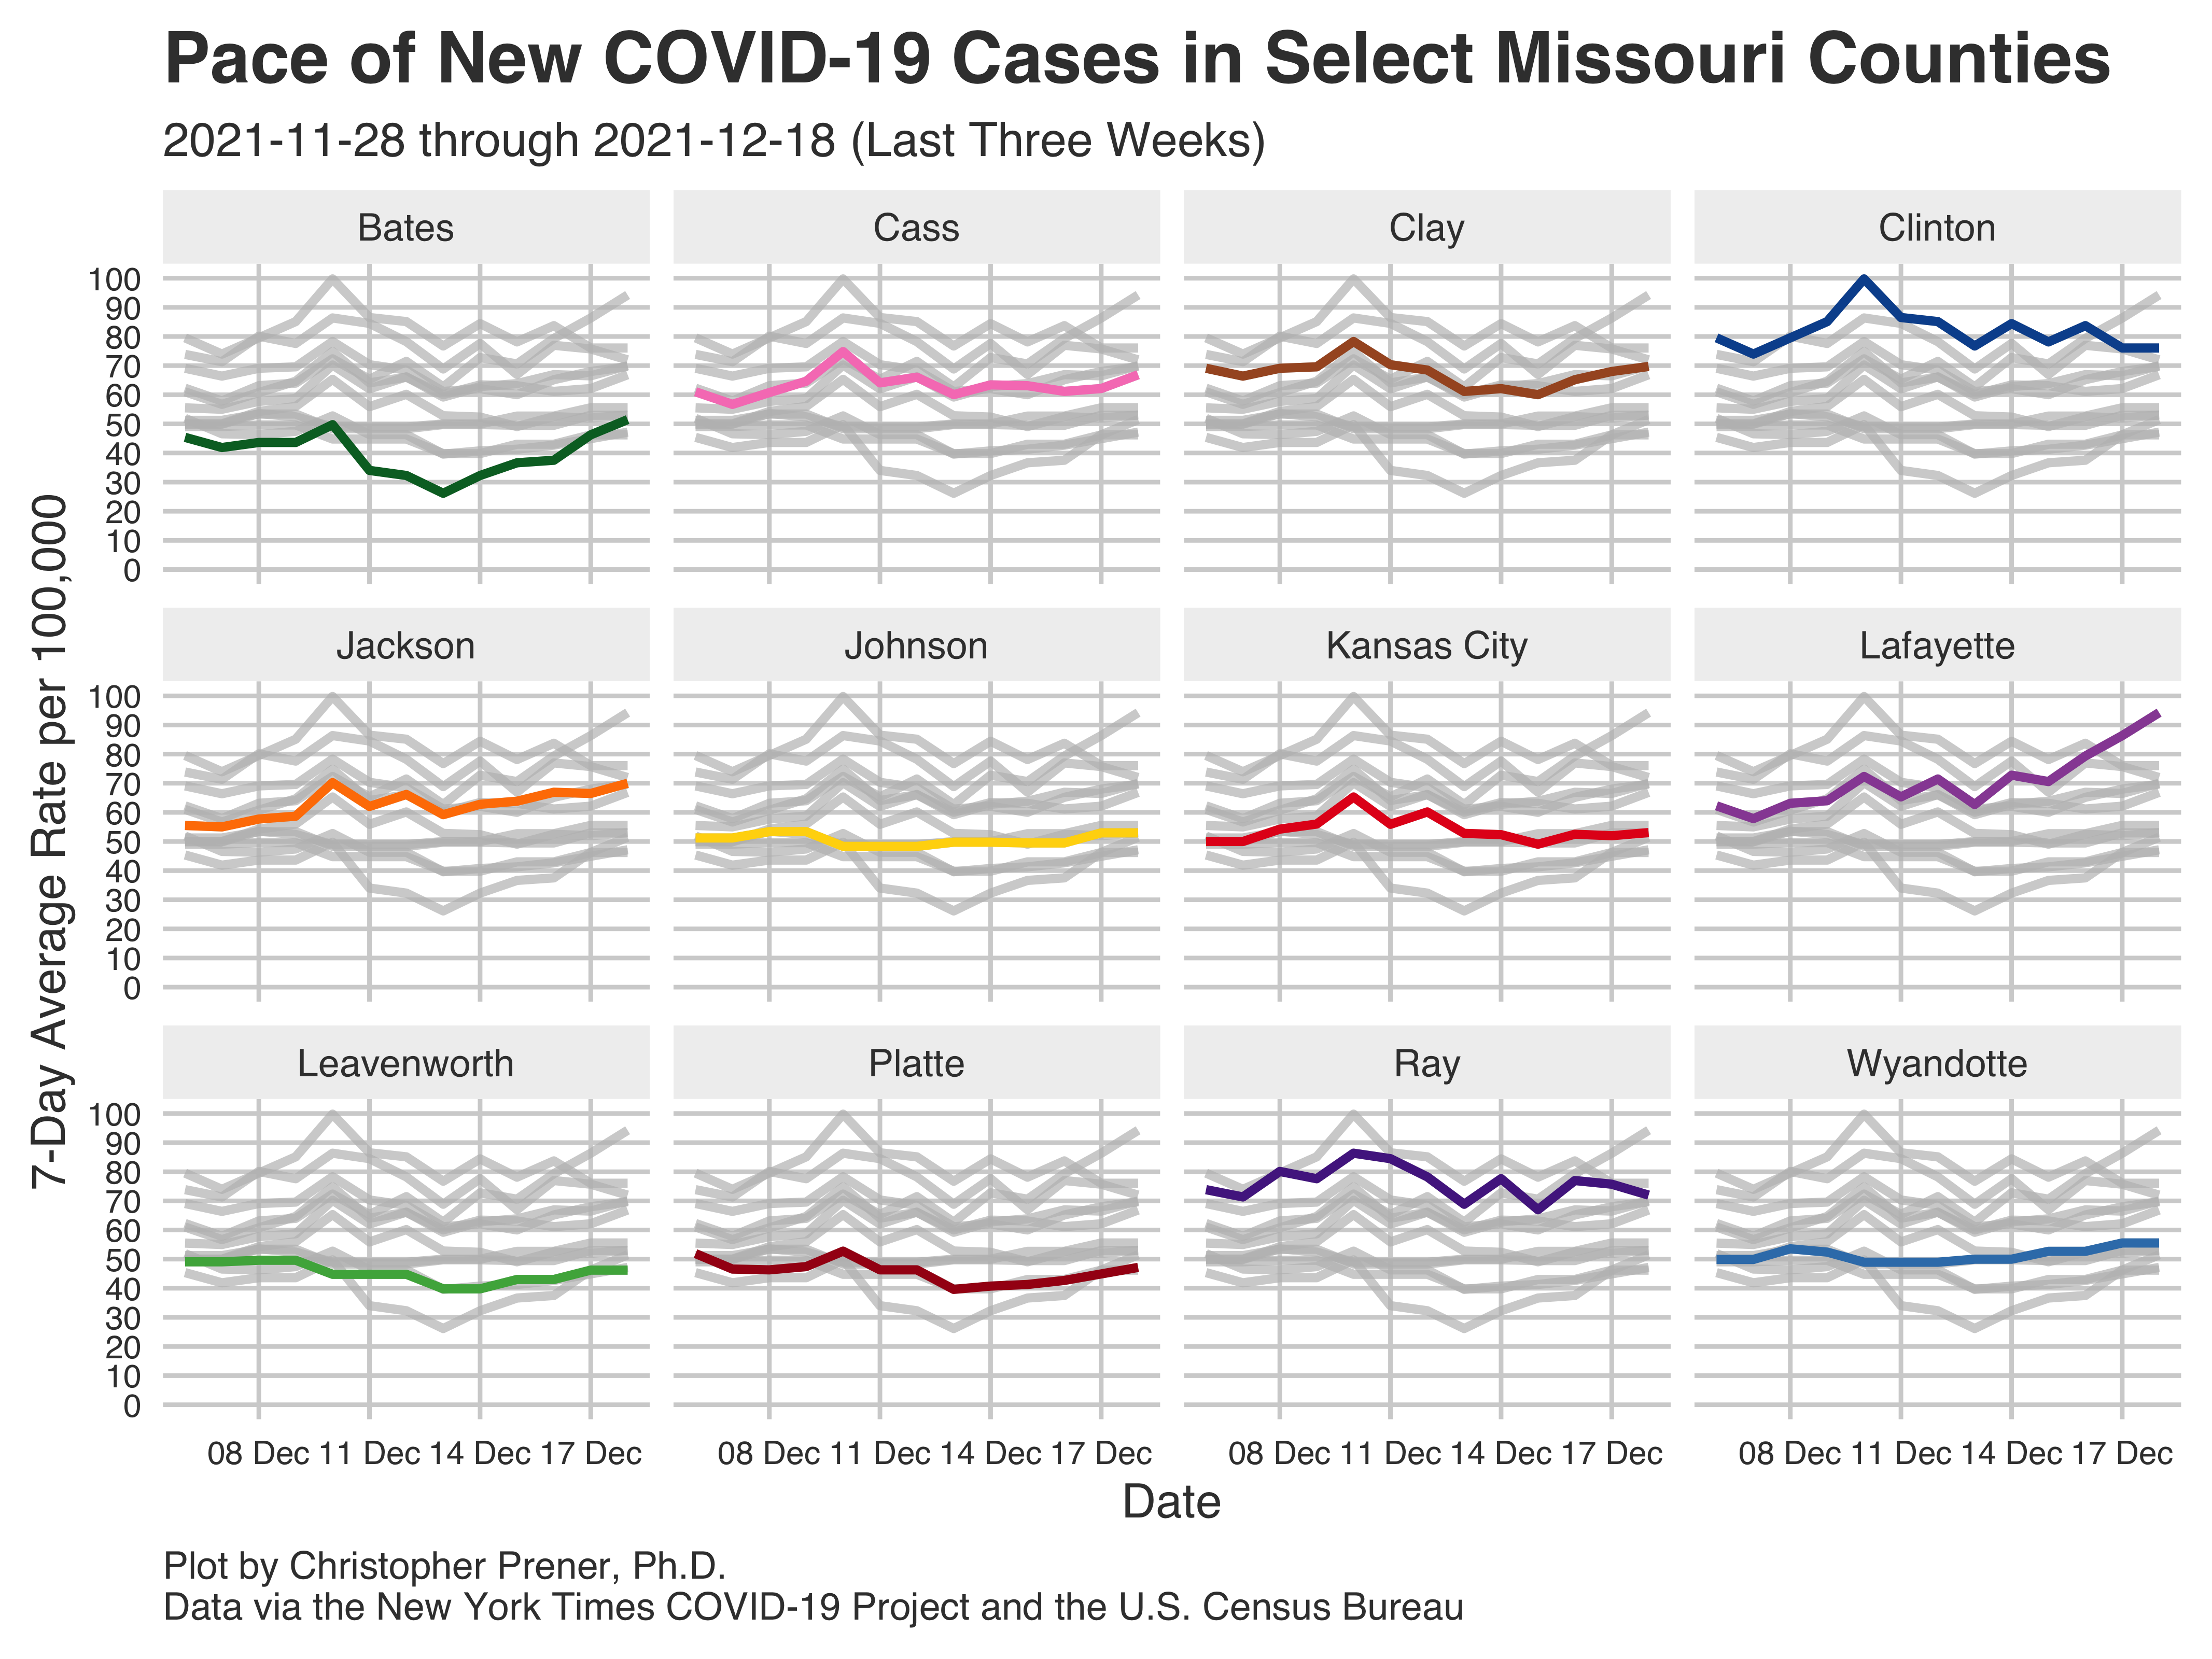 Pace of New COVID-19 Cases in Select Missouri Counties
2021-11-28 through 2021-12-18 (Last Three Weeks)
Bates
Cass
Clay
Clinton
100
90
80
70
60
50
40
30
20
10
0
Jackson
Johnson
Kansas City
Lafayette
100
90
80
70
60
50
40
30
20
10
0
7-Day Average Rate per 100,000
Leavenworth
Platte
Ray
Wyandotte
100
90
80
70
60
50
40
30
20
10
0
08 Dec 11 Dec 14 Dec 17 Dec
08 Dec 11 Dec 14 Dec 17 Dec
08 Dec 11 Dec 14 Dec 17 Dec
08 Dec 11 Dec 14 Dec 17 Dec
Date
Plot by Christopher Prener, Ph.D.
Data via the New York Times COVID-19 Project and the U.S. Census Bureau